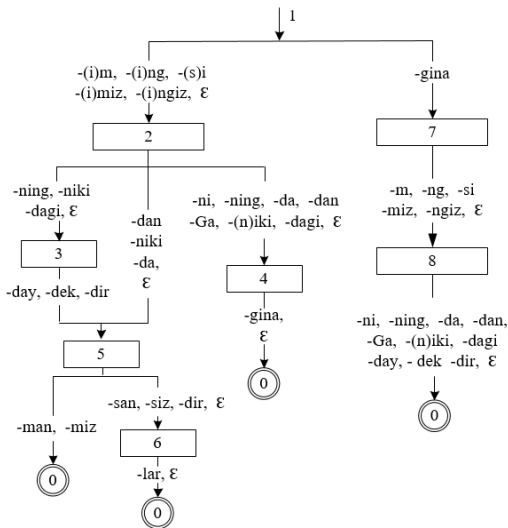 1
-(i)m, -(i)ng, -(s)i
-(i)miz, -(i)ngiz, Ɛ
2
-ning, -niki
-dagi, Ɛ
3
-day, -dek, -dir
-dan
-niki
-da,
Ɛ
-ni, -ning, -da, -dan
-Ga, -(n)iki, -dagi, Ɛ
4
-gina,
Ɛ
0
5
-man, -miz
0
-san, -siz, -dir, Ɛ
6
-lar, Ɛ
0
-gina
7
-m, -ng, -si
-miz, -ngiz, Ɛ
8
-ni, -ning, -da, -dan,
-Ga, -(n)iki, -dagi
-day, - dek -dir, Ɛ
0